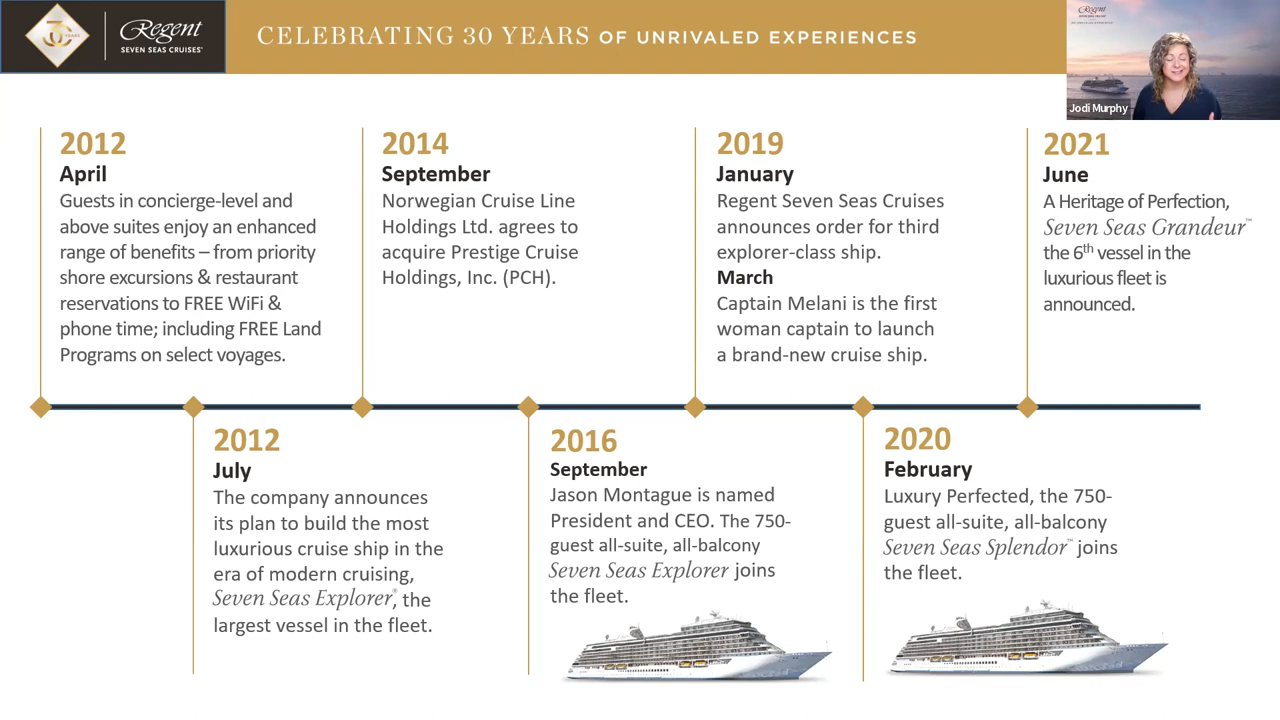 30
YEARS
Regent
SEVEN SEAS CRUISES®
CELEBRATING 30 YEARS OF UNRIVALED EXPERIENCES
Regent
Jodi Murphy
2012
April
Guests in concierge-level and
above suites enjoy an enhanced
range of benefits – from priority
shore excursions & restaurant
reservations to FREE WiFi &
phone time; including FREE Land
Programs on select voyages.
2012
July
The company announces
its plan to build the most
luxurious cruise ship in the
era of modern cruising,
Seven Seas Explorer®, the
largest vessel in the fleet.
2014
September
Norwegian Cruise Line
Holdings Ltd. agrees to
acquire Prestige Cruise
Holdings, Inc. (PCH).
2016
September
Jason Montague is named
President and CEO. The 750-
guest all-suite, all-balcony
Seven Seas Explorer joins
the fleet.
2019
January
Regent Seven Seas Cruises
announces order for third
explorer-class ship.
March
Captain Melani is the first
woman captain to launch
a brand-new cruise ship.
2020
February
Luxury Perfected, the 750-
guest all-suite, all-balcony
Seven Seas Splendor™ joins
the fleet.
2021
June
A Heritage of Perfection,
Seven Seas Grandeur™
the 6th vessel in the
luxurious fleet is
announced.